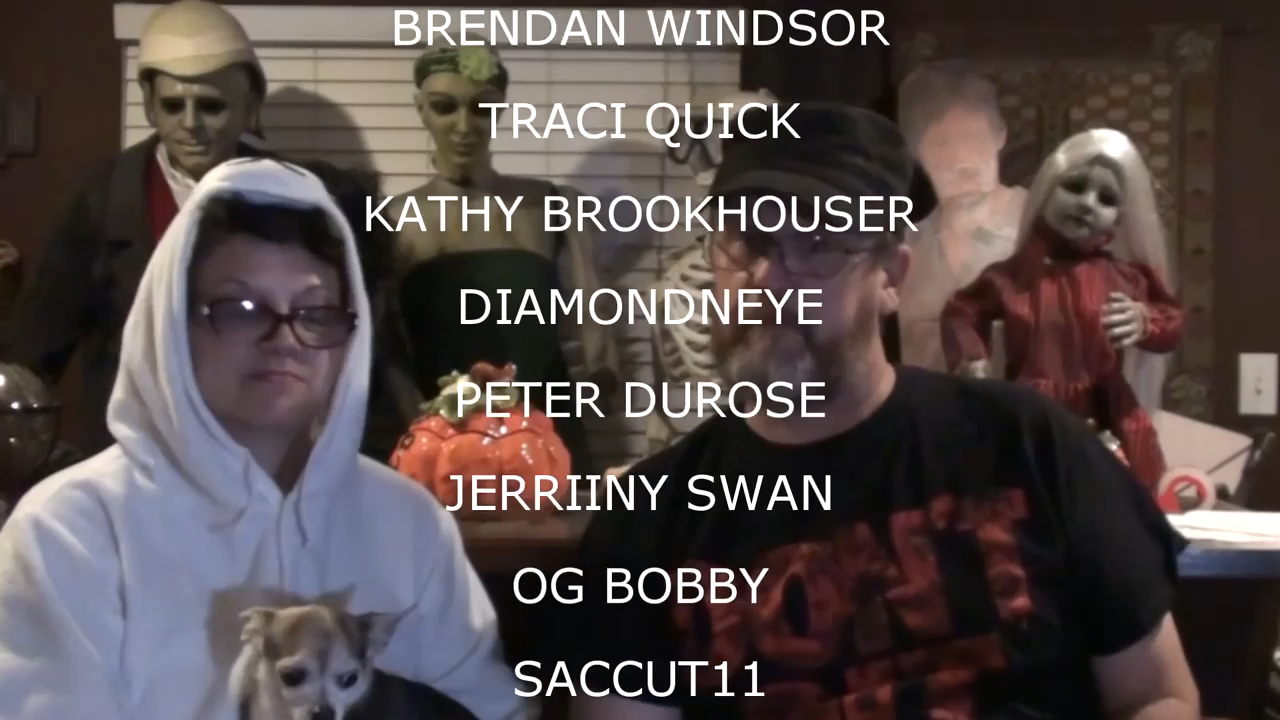 BRENDAN WINDSOR
TRACI QUICK
KATHY BROOKHOUSER
DIAMONDNEYE
PETER DUROSE
JERRIINY SWAN
OG BOBBY
SACCUT11